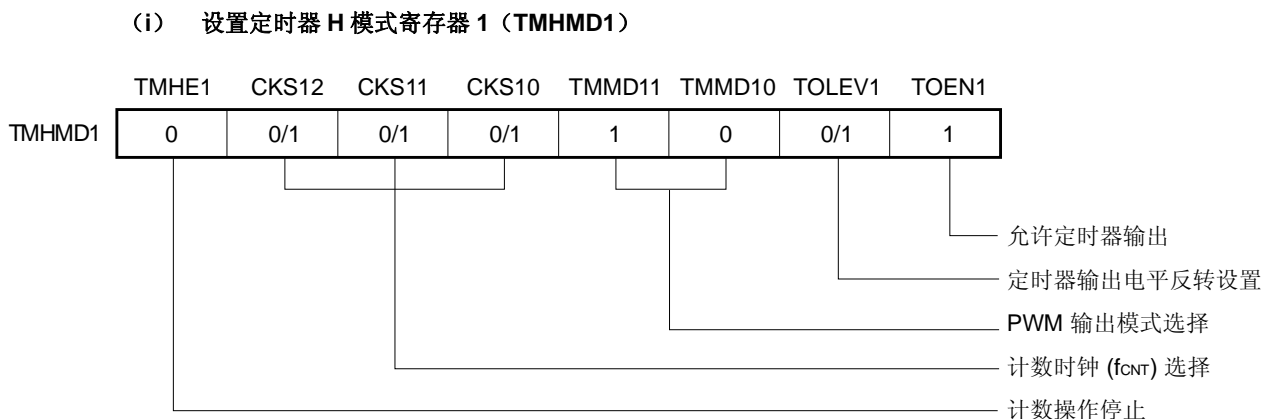 （i） 设置定时器 H 模式寄存器 1（TMHMD1）
TMHE1 CKS12 CKS11 CKS10 TMMD11 TMMD10 TOLEV1 TOEN1
TMHMD1 0 0/1 0/1 0/1 1 0 0/1 1
允许定时器输出
定时器输出电平反转设置
PWM 输出模式选择
计数时钟 (fCNT) 选择
计数操作停止